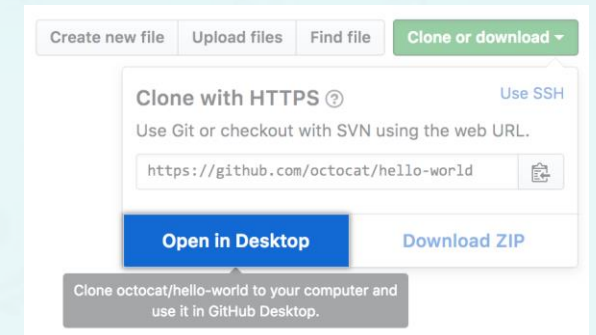 Create new file Upload files Find file Clone or download
Clone with HTTPS ? Use SSH
Use Git or checkout with SVN using the web URL.
https://github.com/octocat/hello-world
Open in Desktop Download ZIP
Clone octocat/hello-world to your computer and
use it in GitHub Desktop.